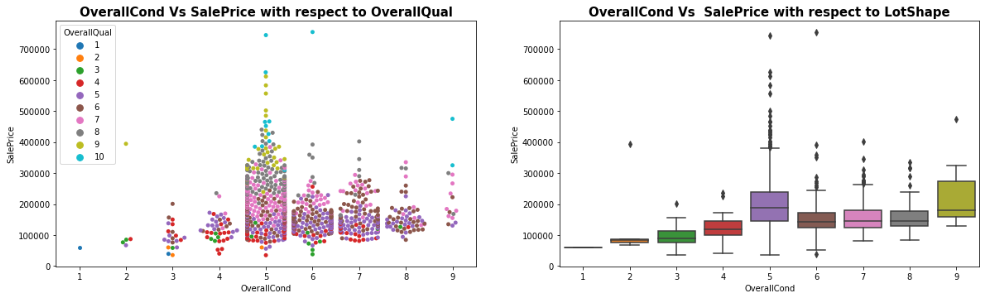 OverallCond Vs SalePrice with respect to OverallQual
OverallQual
1
2
3
4
5
6
7
8
9
10
700000
600000
500000
400000
300000
200000
100000
0
SalePrice
1 2 3 4 5 6 7 8 9
OverallCond
OverallCond Vs  SalePrice with respect to LotShape
700000
600000
500000
400000
300000
200000
100000
0
SalePrice
1 2 3 4 5 6 7 8 9
OverallCond